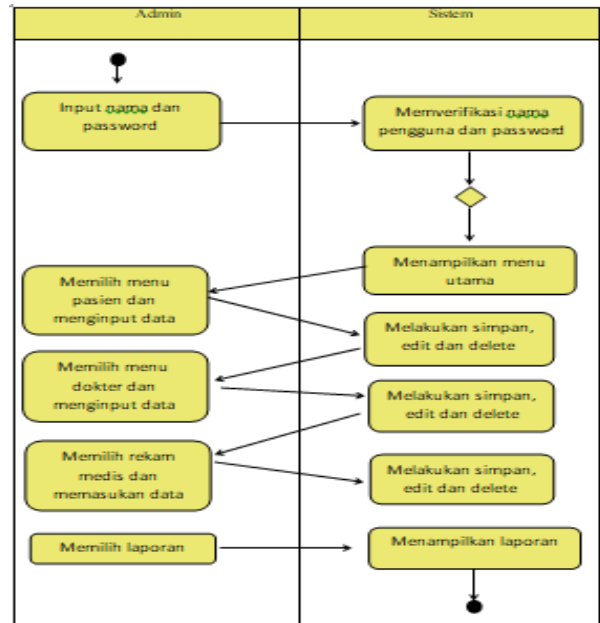 Admin
Sistem
Input nama dan
password
Memverifikasi nama
pengguna dan password
Menampilkan menu
utama
Memilih menu
pasien dan
menginput data
Melakukan simpan,
edit dan delete
Memilih menu
dokter dan
menginput data
Melakukan simpan,
edit dan delete
Memilih rekam
medis dan
memasukan data
Melakukan simpan,
edit dan delete
Memilih laporan
Menampilkan laporan